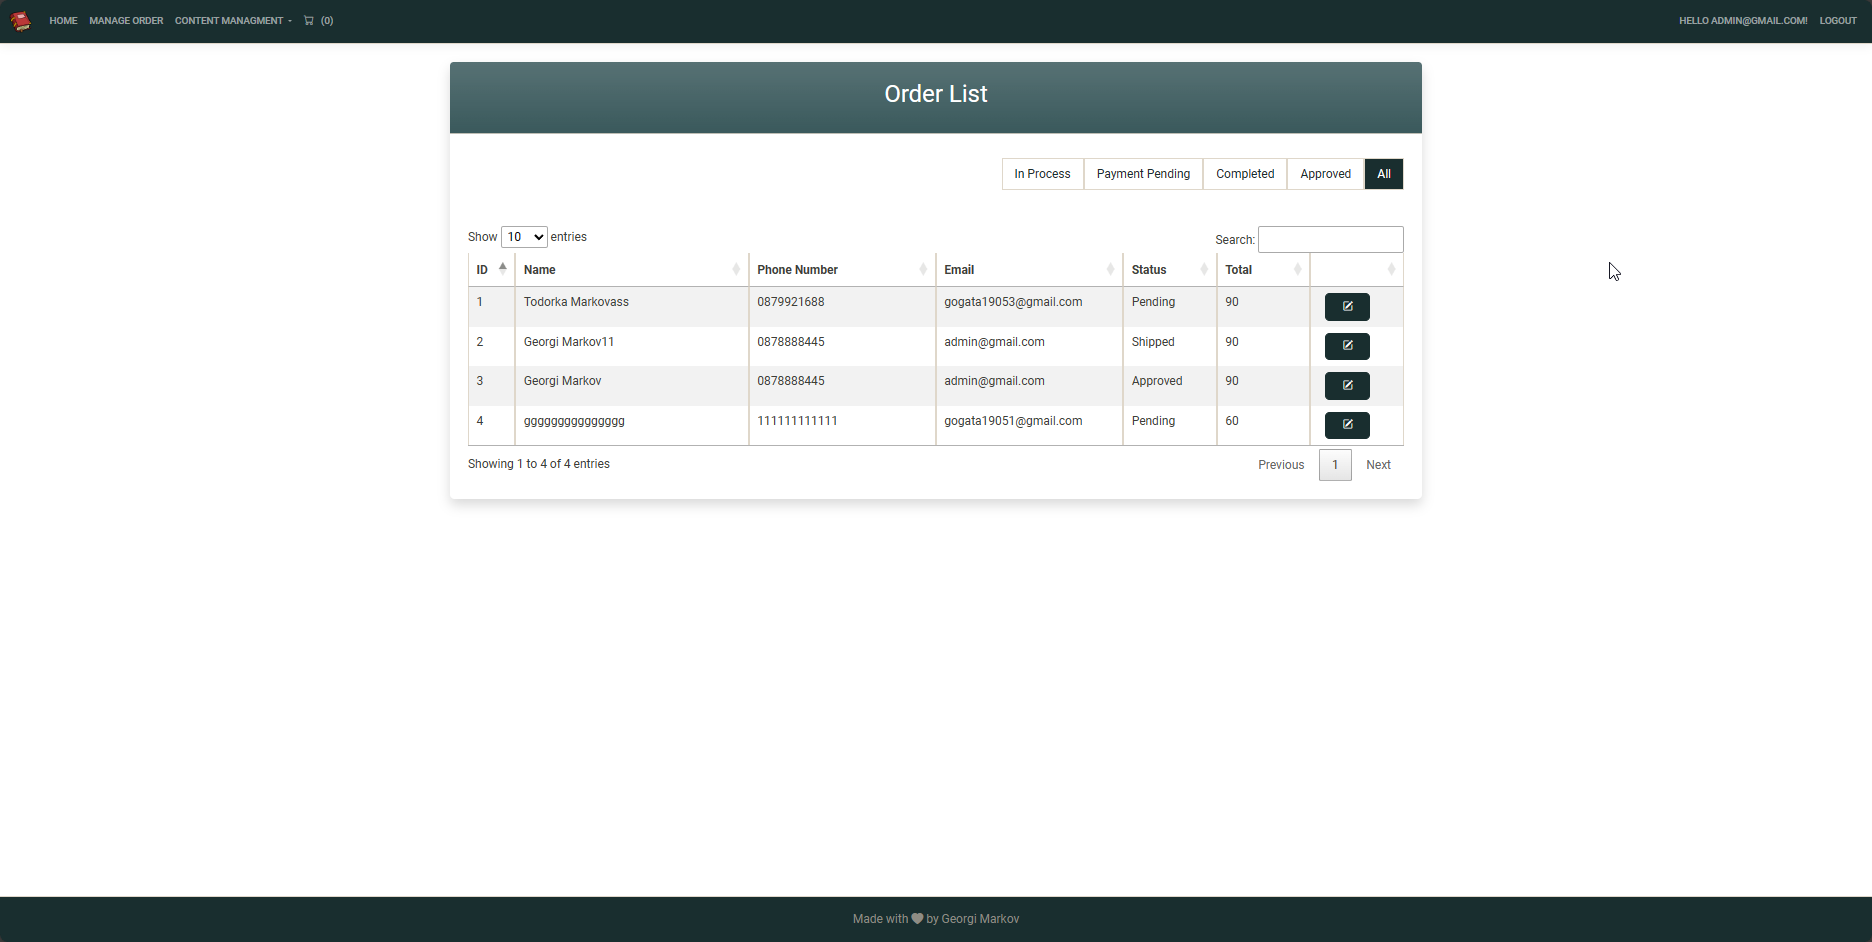 HOME MANAGE ORDER CONTENT MANAGMENT (0) HELLO ADMIN@GMAIL.COM! LOGOUT
Order List
In Process Payment Pending Completed Approved All
Show 10 entries Search:
ID Name Phone Number Email Status Total
1 Todorka Markovass 0879921688 gogata19053@gmail.com Pending 90
2 Georgi Markov11 0878888445 admin@gmail.com Shipped 90
3 Georgi Markov 0878888445 admin@gmail.com Approved 90
4 ggggggggggggggg 111111111111 gogata19051@gmail.com Pending 60
Showing 1 to 4 of 4 entries Previous 1 Next
Made with by Georgi Markov